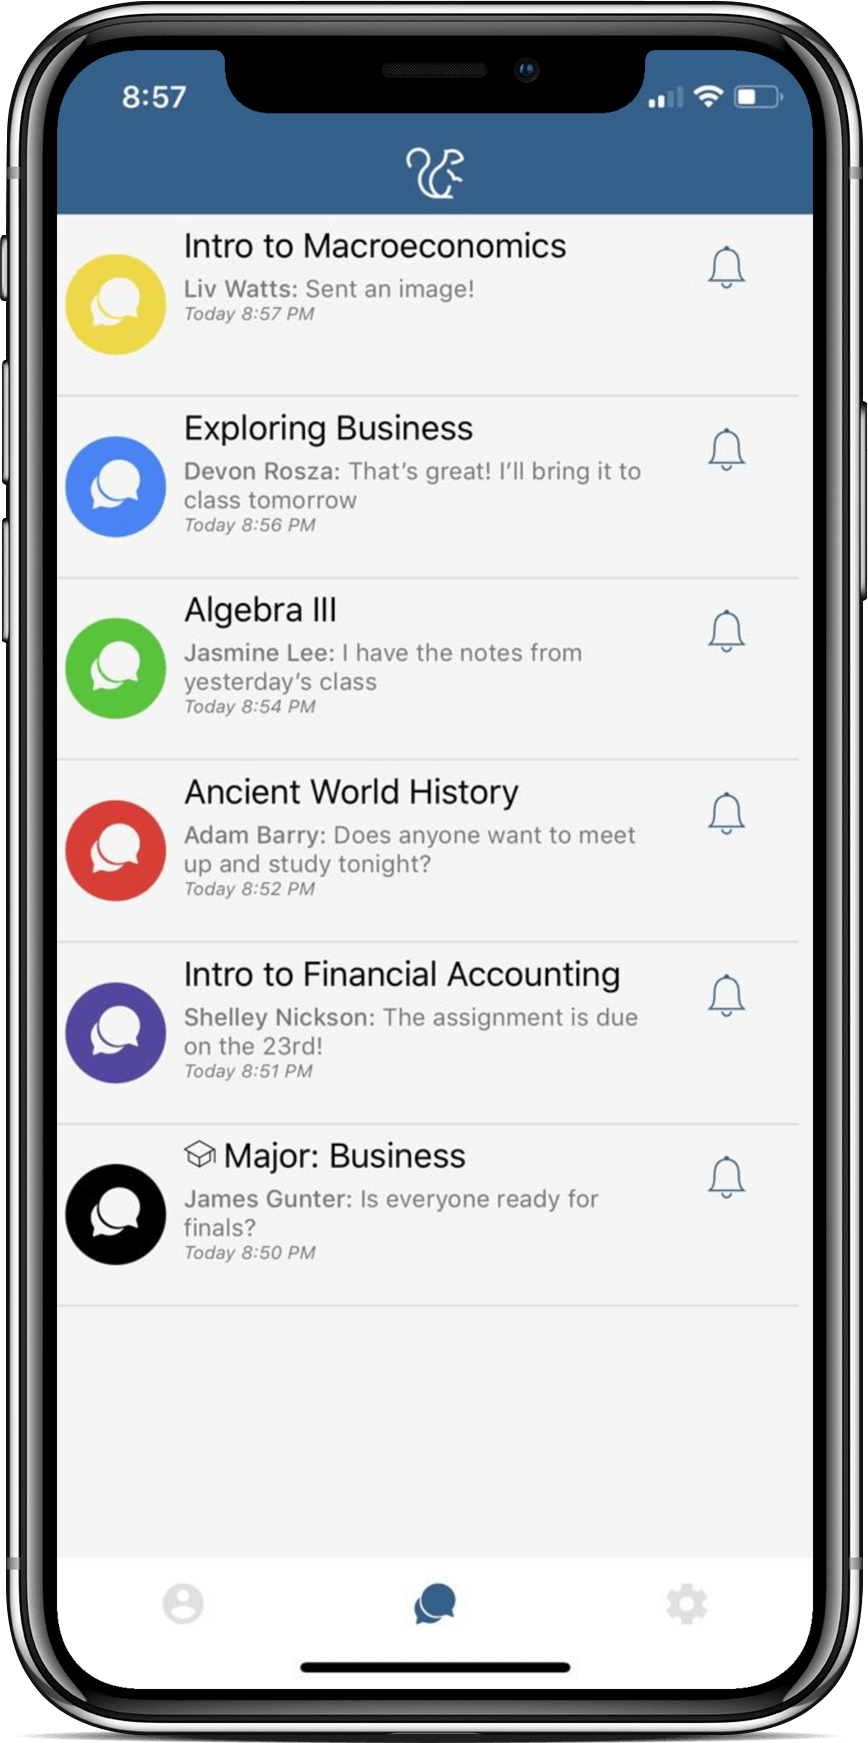 8:57
Intro to Macroeconomics
Liv Watts: Sent an image!
Today 8:57 PM
Exploring Business
Devon Rosza: That’s great! I’ll bring it to
class tomorrow
Today 8:56 PM
Algebra III
Jasmine Lee: I have the notes from
yesterday’s class
Today 8:54 PM
Ancient World History
Adam Barry: Does anyone want to meet
up and study tonight?
Today 8:52 PM
Intro to Financial Accounting
Shelley Nickson: The assignment is due
on the 23rd!
Today 8:51 PM
Major: Business
James Gunter: Is everyone ready for
finals?
Today 8:50 PM